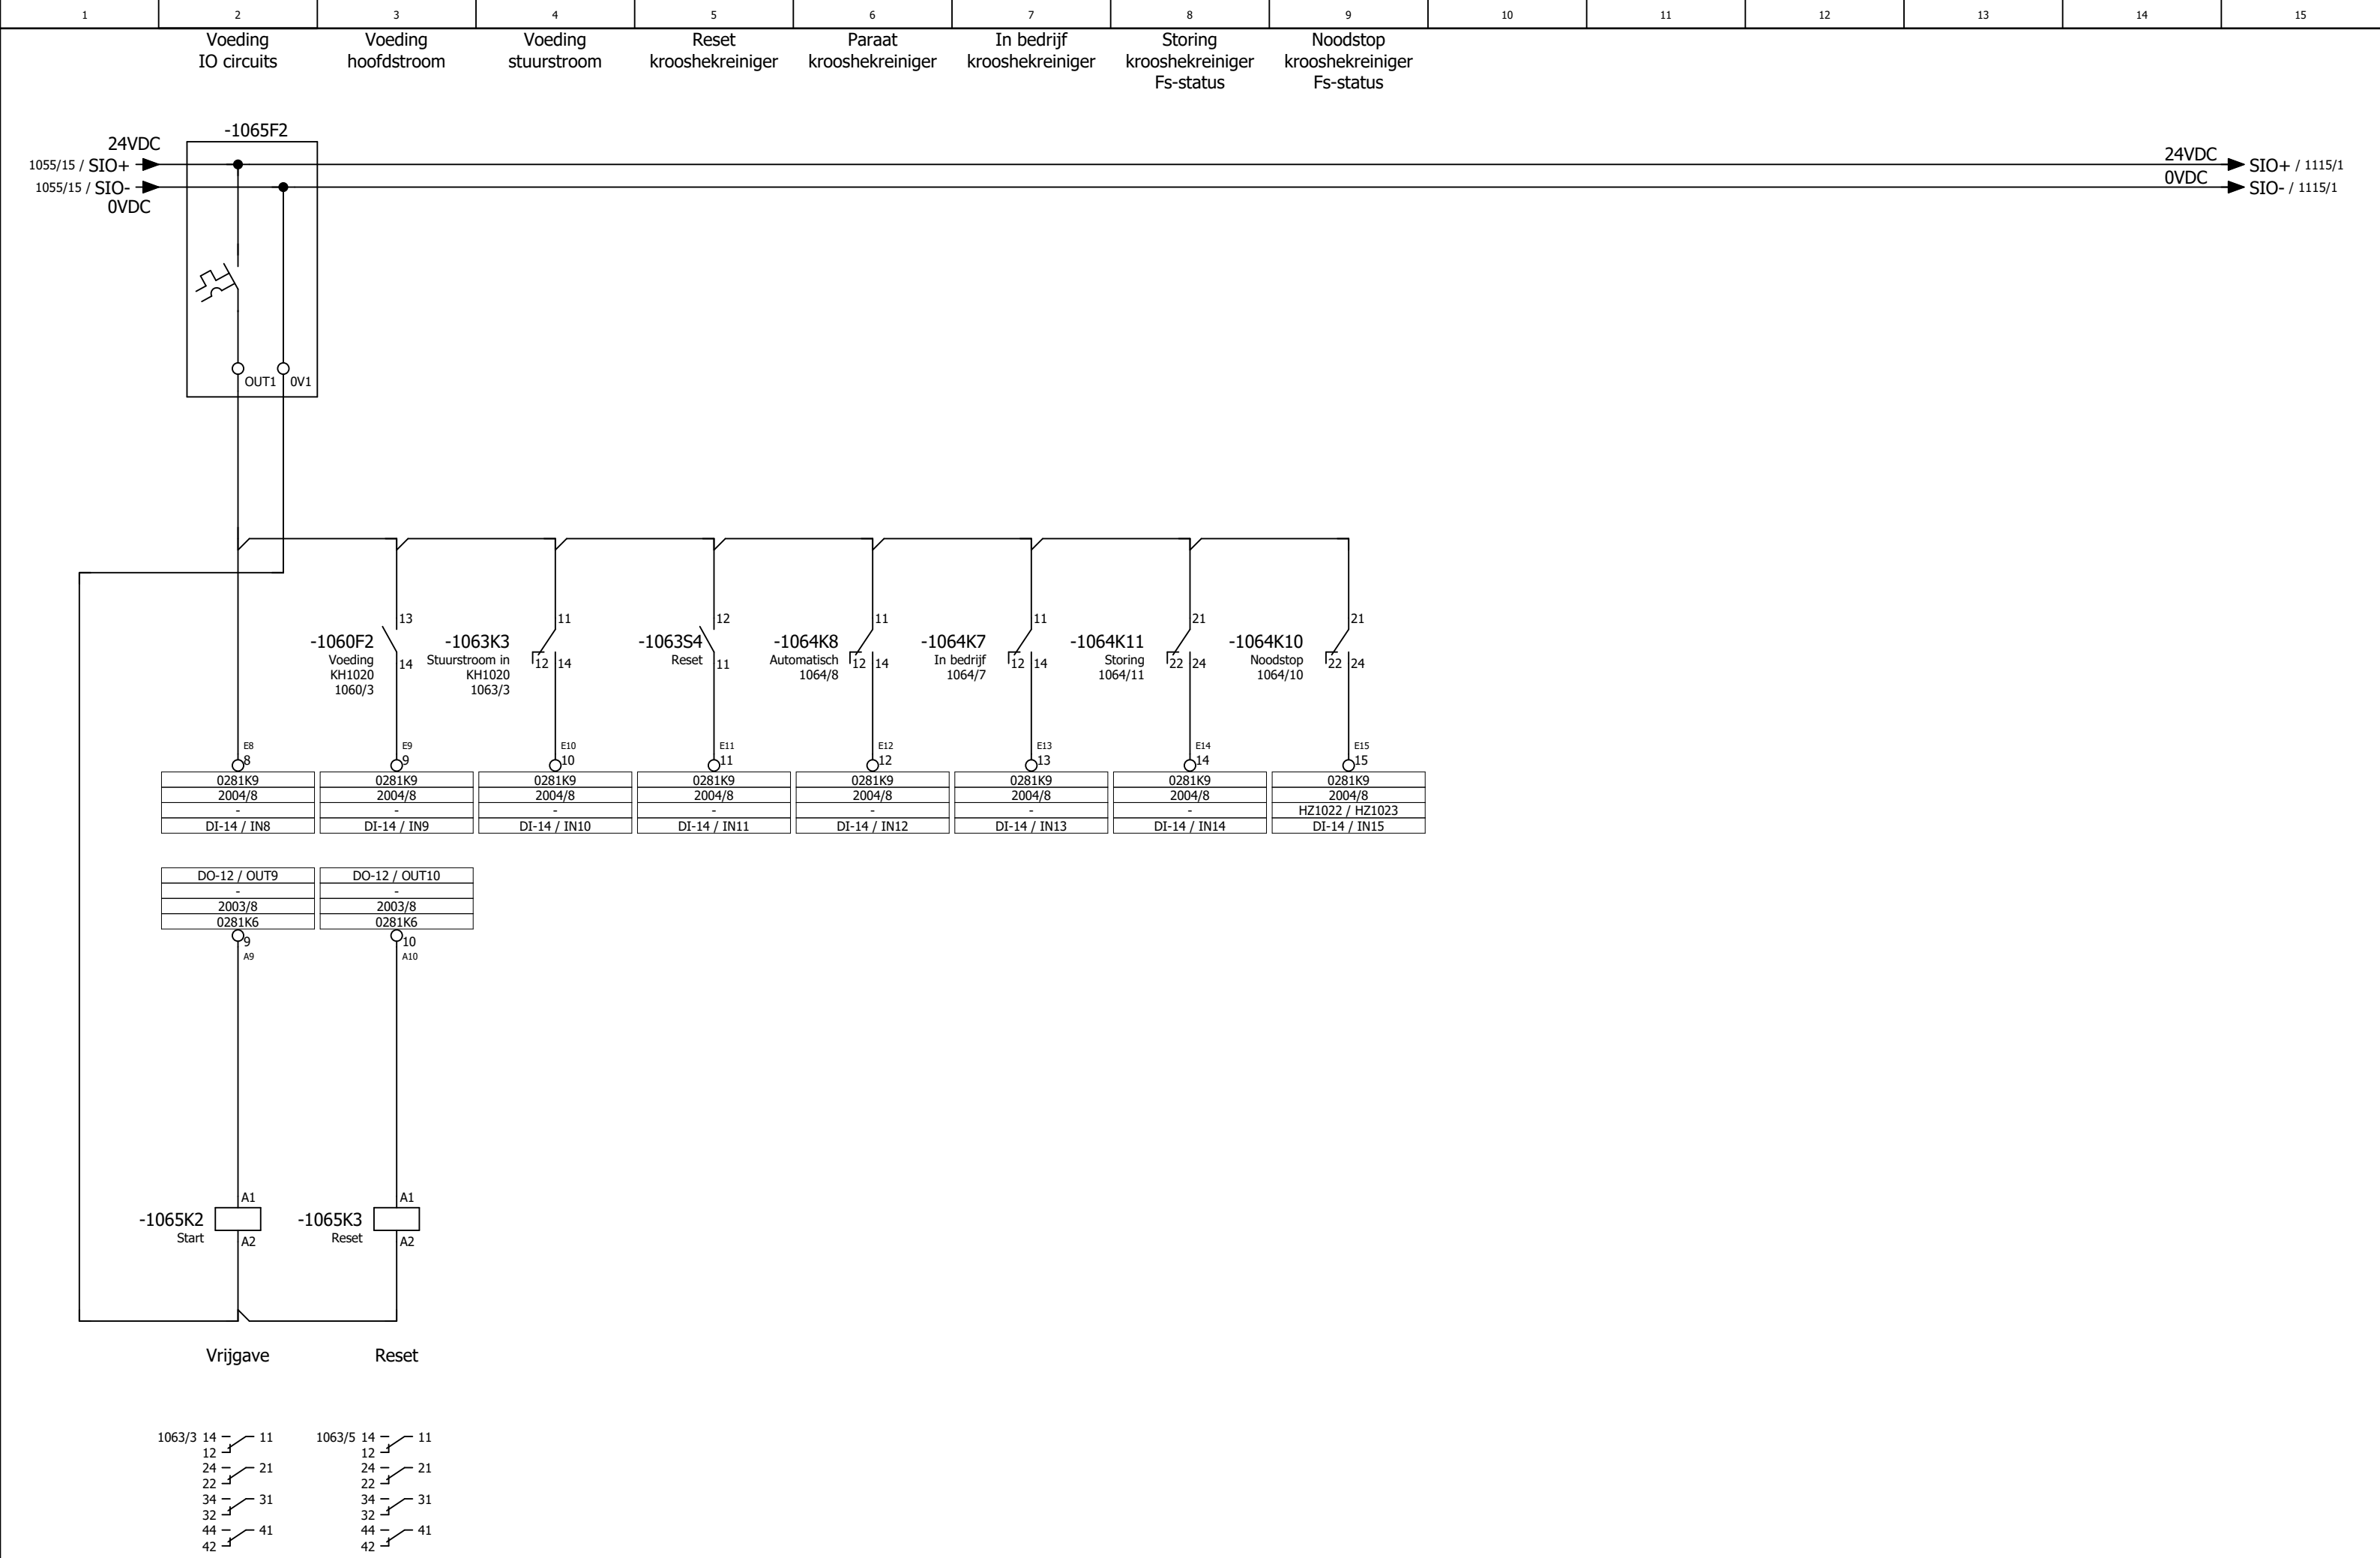 1 2 3 4 5 6 7 8 9 10 11 12 13 14 15
Voeding
IO circuits
Voeding
hoofdstroom
Voeding
stuurstroom
Reset
krooshekreiniger
Paraat
krooshekreiniger
In bedrijf
krooshekreiniger
Storing
krooshekreiniger
Fs-status
Noodstop
krooshekreiniger
Fs-status
-1065F2
24VDC
1055/15 / SIO+
1055/15 / SIO-
0VDC
24VDC
SIO+ / 1115/1
0VDC
SIO- / 1115/1
OUT1 0V1
13
-1060F2
Voeding
14
KH1020
1060/3
11
-1063K3
Stuurstroom in
12 14
KH1020
1063/3
12
-1063S4
Reset
11
11
-1064K8
Automatisch
12 14
1064/8
11
-1064K7
In bedrijf
12 14
1064/7
21
-1064K11
Storing
22 24
1064/11
21
-1064K10
Noodstop
22 24
1064/10
E8
8
0281K9
2004/8
-
DI-14 / IN8
E9
9
0281K9
2004/8
-
DI-14 / IN9
E10
10
0281K9
2004/8
-
DI-14 / IN10
E11
11
0281K9
2004/8
-
DI-14 / IN11
E12
12
0281K9
2004/8
-
DI-14 / IN12
E13
13
0281K9
2004/8
-
DI-14 / IN13
E14
14
0281K9
2004/8
-
DI-14 / IN14
E15
15
0281K9
2004/8
HZ1022 / HZ1023
DI-14 / IN15
DO-12 / OUT9
-
2003/8
0281K6
9
A9
DO-12 / OUT10
-
2003/8
0281K6
10
A10
A1
-1065K2
Start
A2
A1
-1065K3
Reset
A2
Vrijgave
Reset
1063/3 14 11
12
24 21
22
34 31
32
44 41
42
1063/5 14 11
12
24 21
22
34 31
32
44 41
42